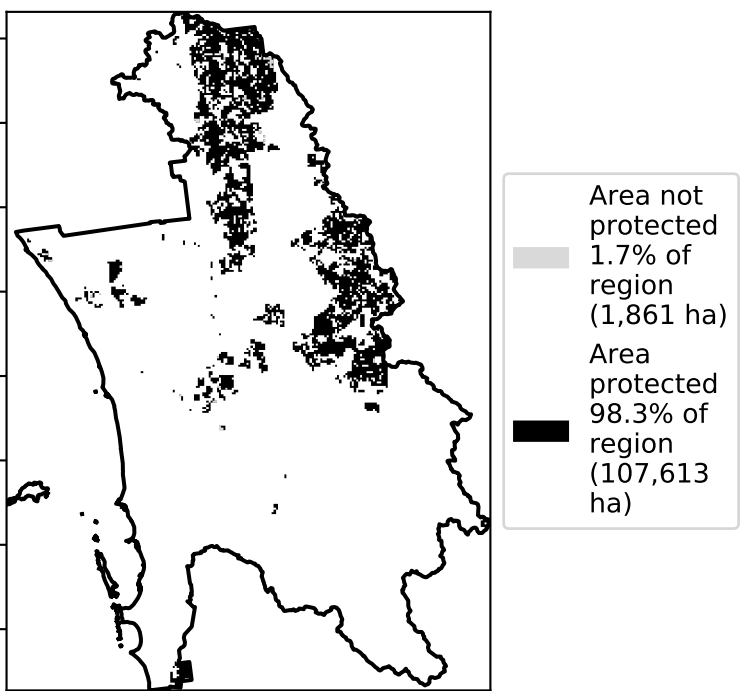 Area not
protected
1.7% of
region
(1,861 ha)
Area
protected
98.3% of
region
(107,613
ha)